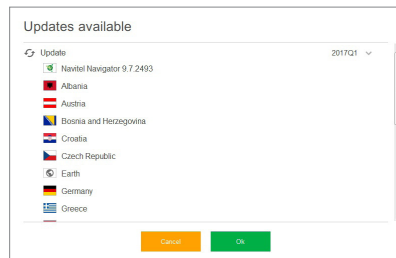 Updates available
Update 2017Q1
Navitel Navigator 9.7.2493
Albania
Austria
Bosnia and Herzegovina
Croatia
Czech Republic
Earth
Germany
Greece
Cancel Ok